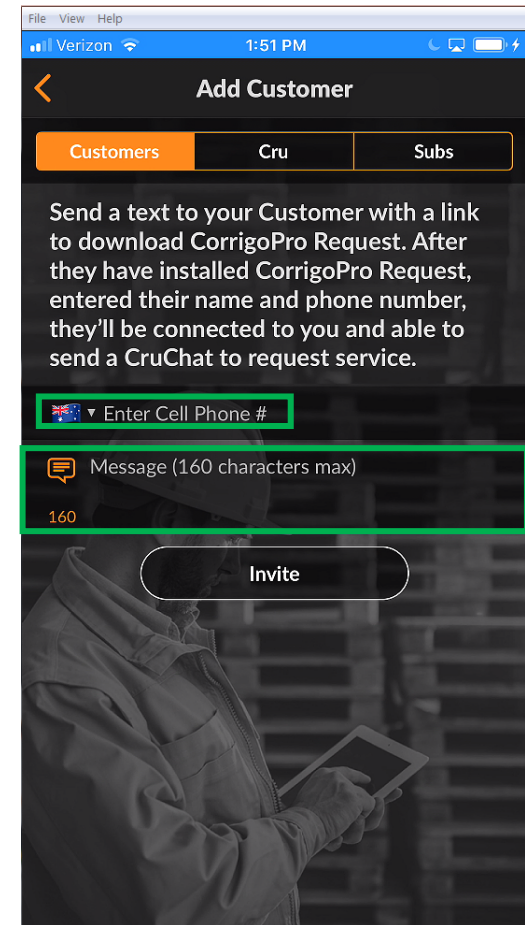 File View Help
Verizon 1:51 PM
Add Customer
Customers Cru Subs
Send a text to your Customer with a link
to download CorrigoPro Request. After
they have installed CorrigoPro Request,
entered their name and phone number,
they'll be connected to you and able to
send a CruChat to request service.
Enter Cell Phone #
Message (160 characters max)
160
Invite